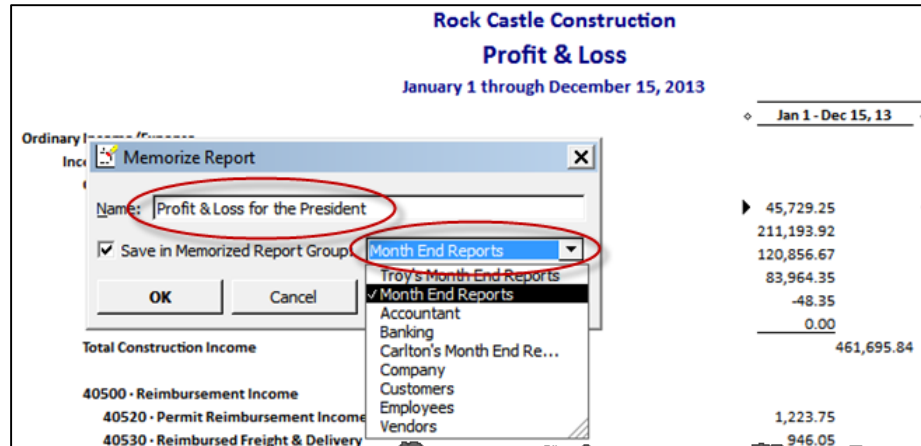 Rock Castle Construction
Profit & Loss
January 1 through December 15, 2013
Jan 1 - Dec 15, 13
Ordinary
Memorize Report
Name: Profit & Loss for the President
45,729.25
211,193.92
Save in Memorized Report Group: Month End Reports
120,856.67
Troy's Month End Reports
83,964.35
OK Cancel
Month End Reports
-48.35
Accountant
0.00
Banking
Total Construction Income
Carlton's Month End Re...
461,695.84
Company
Customers
40500 · Reimbursement Income
Employees
40520 · Permit Reimbursement Income
1,223.75
Vendors
40530 · Reimbursed Freight & Delivery
946.05